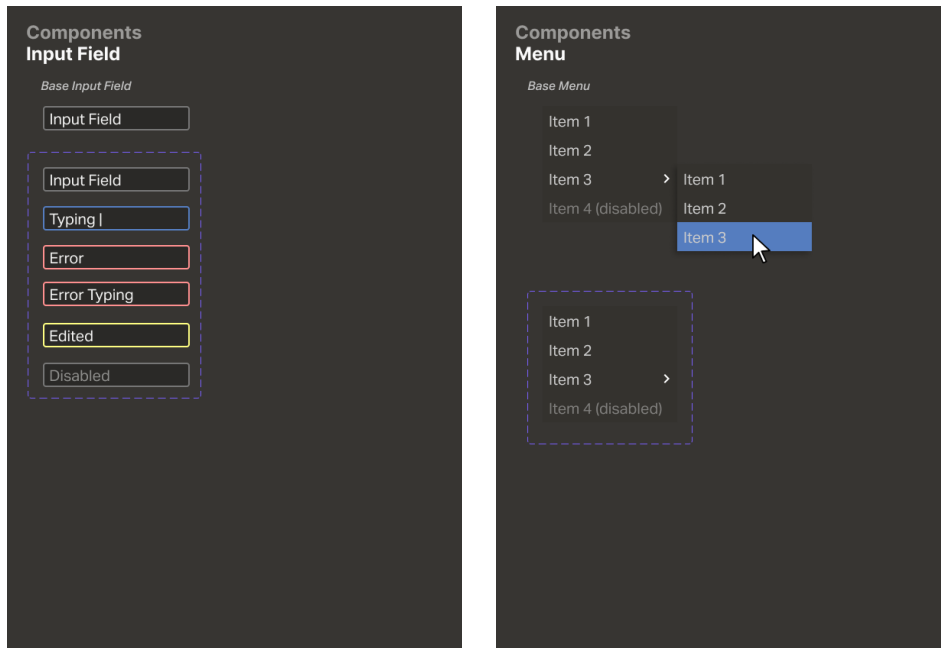 Components
Input Field
Base Input Field
Input Field
Input Field
Typing |
Error
Error Typing
Edited
Disabled
Components
Menu
Base Menu
Item 1
Item 2
Item 3
Item 4 (disabled)
Item 1
Item 2
Item 3
Item 1
Item 2
Item 3
Item 4 (disabled)